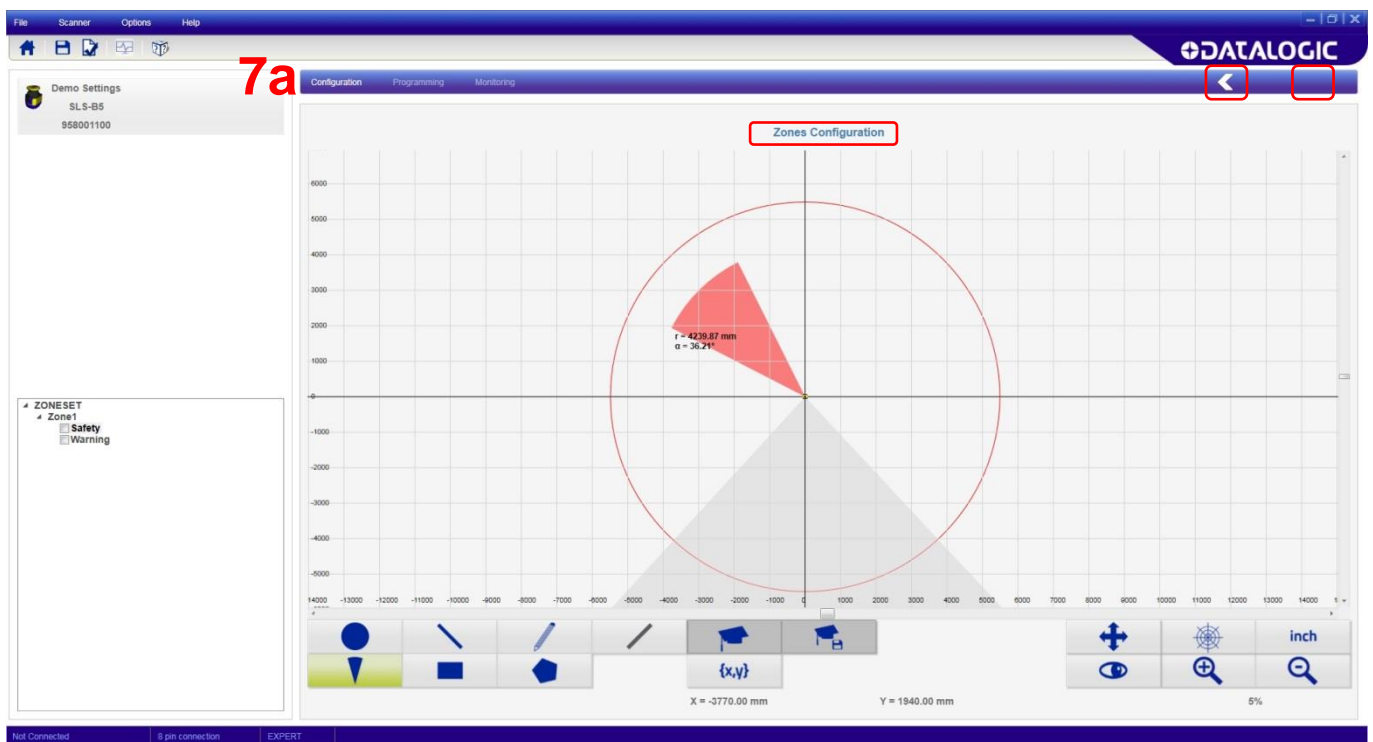 File Scanner Options Help
DATALOGIC
7a
Demo Settings
SLS-B5
958001100
Configuration Programming Monitoring
Zones Configuration
6000
5000
4000
3000
2000
1000
0
-1000
-2000
-3000
-4000
-5000
r = 4239.87 mm
α = 36.21°
ZONESET
Zone1
Safety
Warning
14000 -13000 -12000 -11000 -10000 -9000 -8000 -7000 -6000 -5000 -4000 -3000 -2000 -1000 0 1000 2000 3000 4000 5000 6000 7000 8000 9000 10000 11000 12000 13000 14000 1
inch
{x,y}
X = -3770.00 mm Y = 1940.00 mm 5%
Not Connected 8 pin connection EXPERT